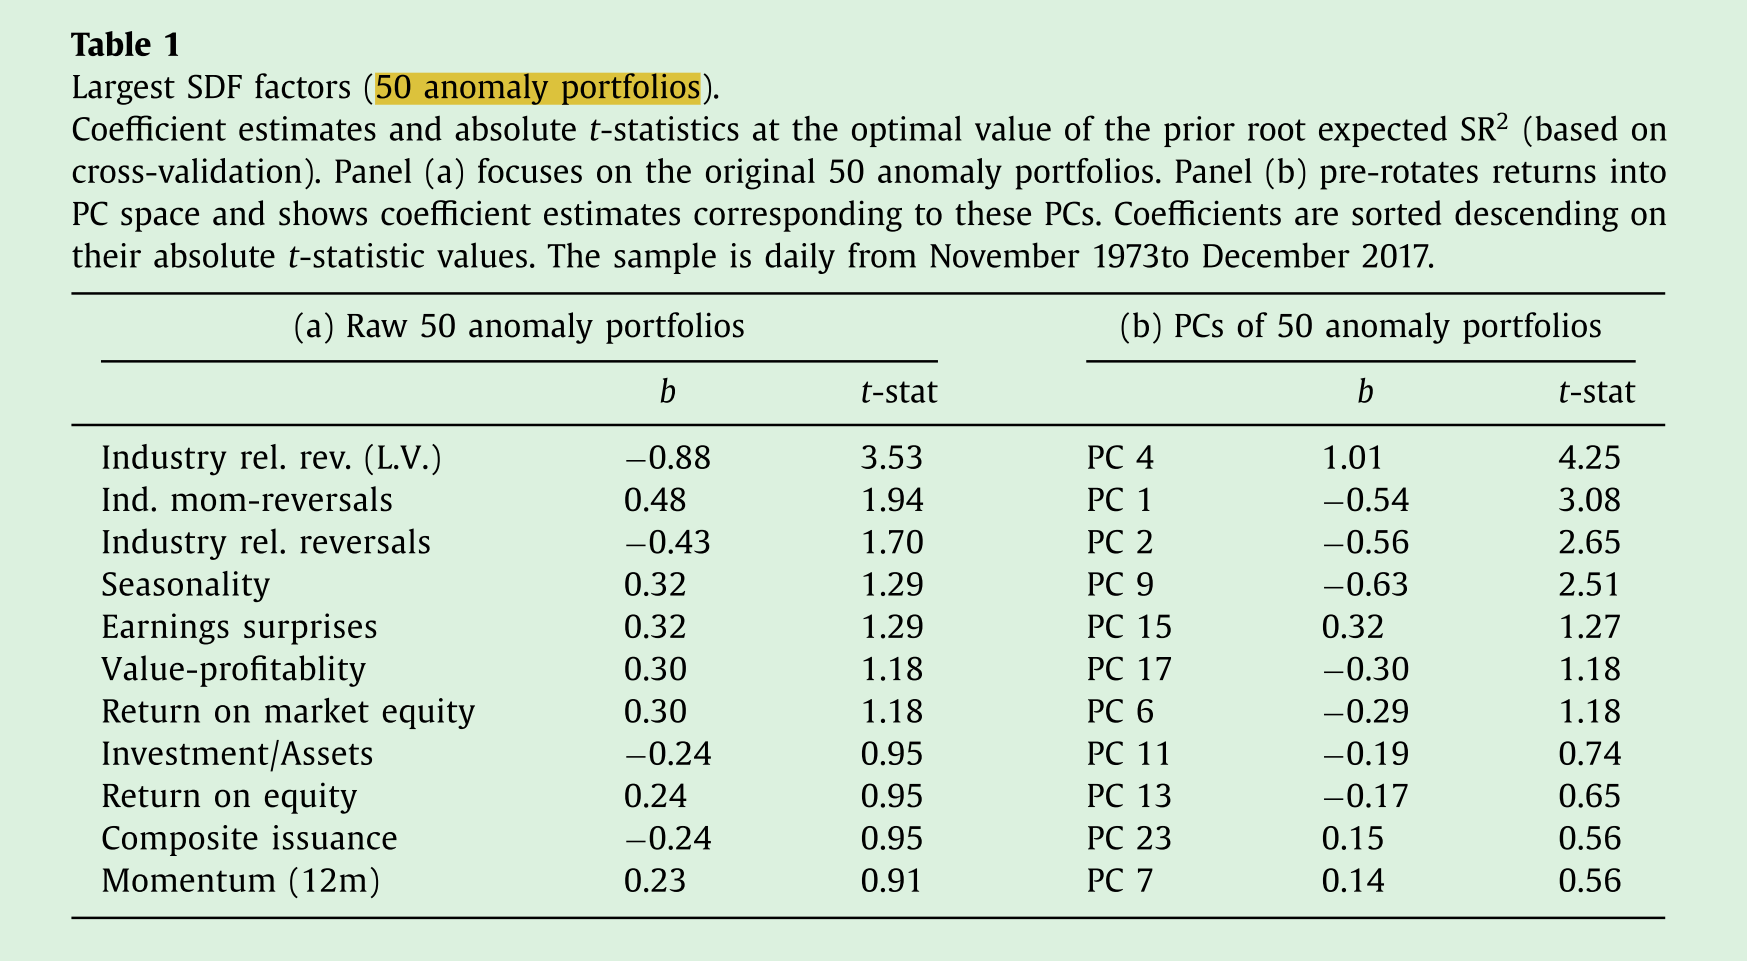 Table 1
Largest SDF factors (50 anomaly portfolios).
Coefficient estimates and absolute t-statistics at the optimal value of the prior root expected SR² (based on
cross-validation). Panel (a) focuses on the original 50 anomaly portfolios. Panel (b) pre-rotates returns into
PC space and shows coefficient estimates corresponding to these PCs. Coefficients are sorted descending on
their absolute t-statistic values. The sample is daily from November 1973to December 2017.
(a) Raw 50 anomaly portfolios (b) PCs of 50 anomaly portfolios
b t-stat b t-stat
Industry rel. rev. (L.V.) −0.88 3.53 PC 4 1.01 4.25
Ind. mom-reversals 0.48 1.94 PC 1 −0.54 3.08
Industry rel. reversals −0.43 1.70 PC 2 −0.56 2.65
Seasonality 0.32 1.29 PC 9 −0.63 2.51
Earnings surprises 0.32 1.29 PC 15 0.32 1.27
Value-profitablity 0.30 1.18 PC 17 −0.30 1.18
Return on market equity 0.30 1.18 PC 6 −0.29 1.18
Investment/Assets −0.24 0.95 PC 11 −0.19 0.74
Return on equity 0.24 0.95 PC 13 −0.17 0.65
Composite issuance −0.24 0.95 PC 23 0.15 0.56
Momentum (12m) 0.23 0.91 PC 7 0.14 0.56